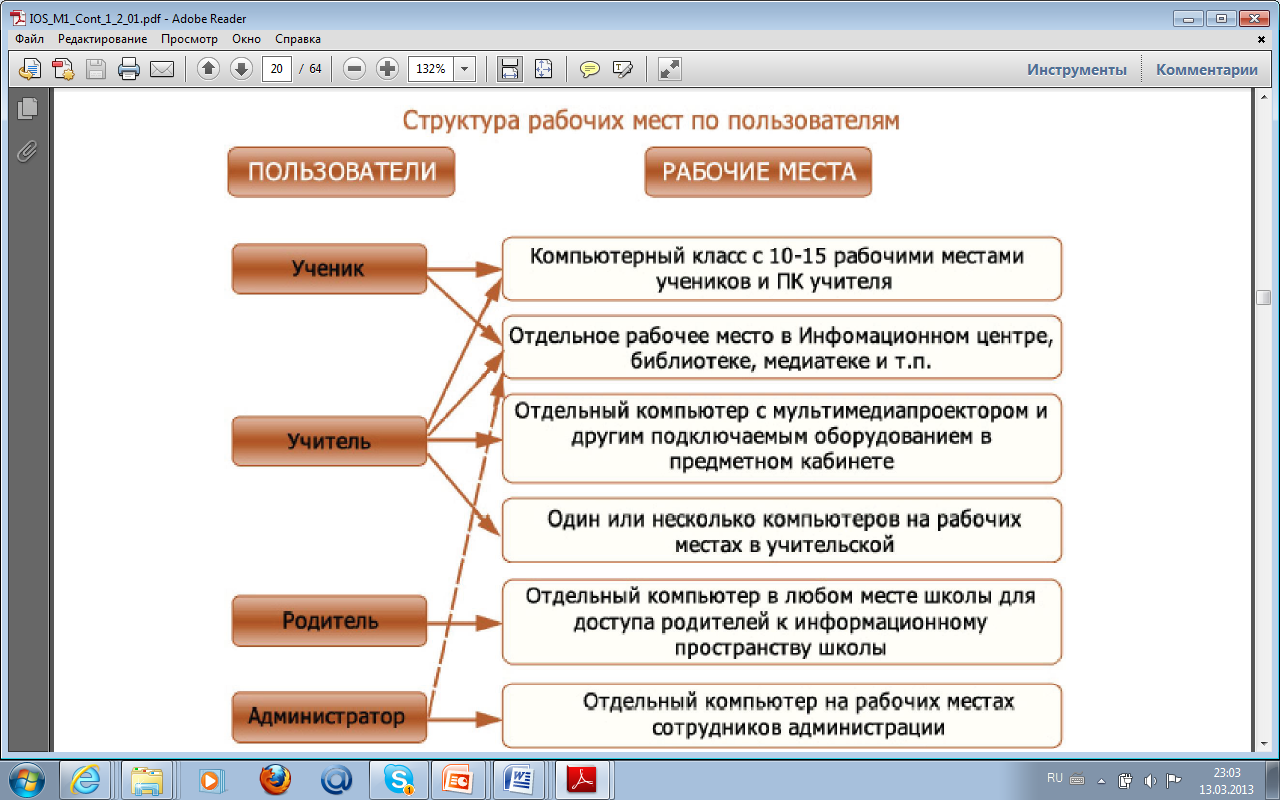 IOS_M1_Cont_1_2_01.pdf - Adobe Reader
Файл Редактирование Просмотр Окно Справка
20 / 64 132% Инструменты Комментарии
Структура рабочих мест по пользователям
ПОЛЬЗОВАТЕЛИ РАБОЧИЕ МЕСТА
Ученик
Компьютерный класс с 10-15 рабочими местами
учеников и ПК учителя
Отдельное рабочее место в Инфомационном центре,
библиотеке, медиатеке и т.п.
Учитель
Отдельный компьютер с мультимедиапроектором и
другим подключаемым оборудованием в
предметном кабинете
Один или несколько компьютеров на рабочих
местах в учительской
Родитель
Отдельный компьютер в любом месте школы для
доступа родителей к информационному
пространству школы
Администратор
Отдельный компьютер на рабочих местах
сотрудников администрации
RU
23:03
13.03.2013